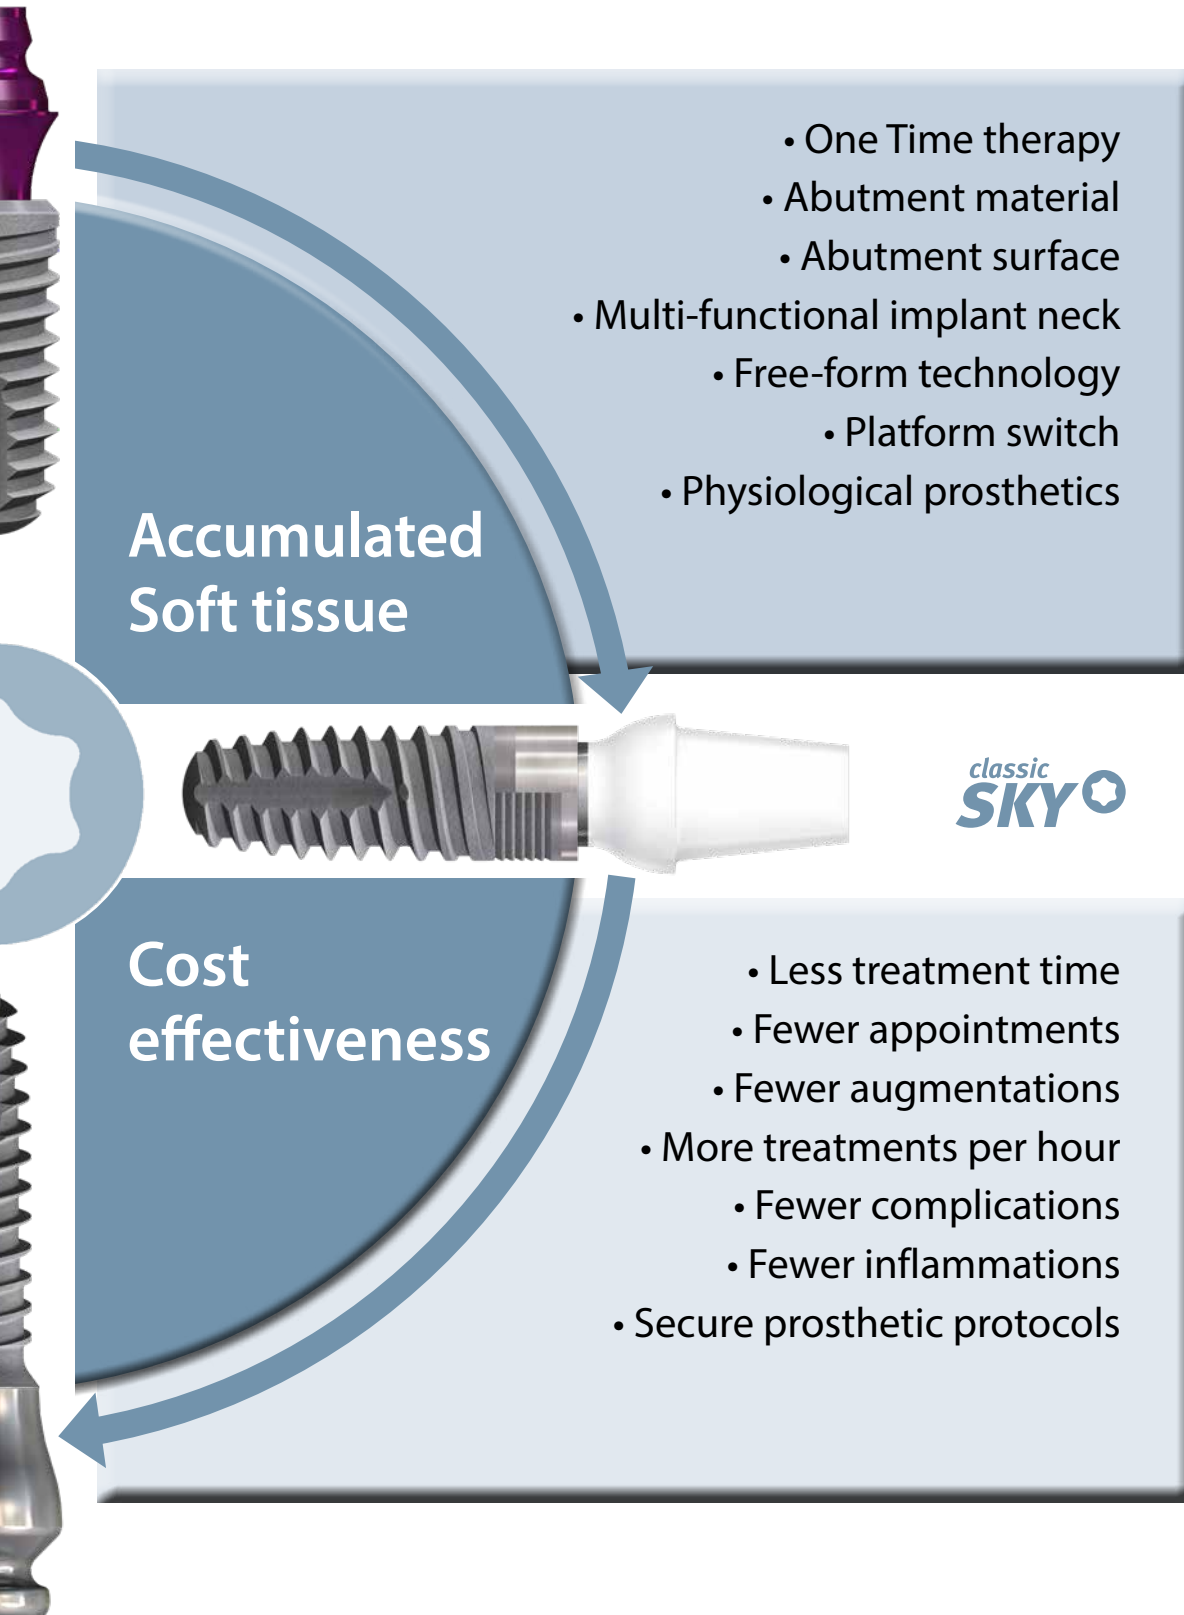 • One Time therapy
• Abutment material
• Abutment surface
• Multi-functional implant neck
• Free-form technology
• Platform switch
• Physiological prosthetics
Accumulated
Soft tissue
classic
SKY
Cost
effectiveness
• Less treatment time
• Fewer appointments
• Fewer augmentations
• More treatments per hour
• Fewer complications
• Fewer inflammations
• Secure prosthetic protocols